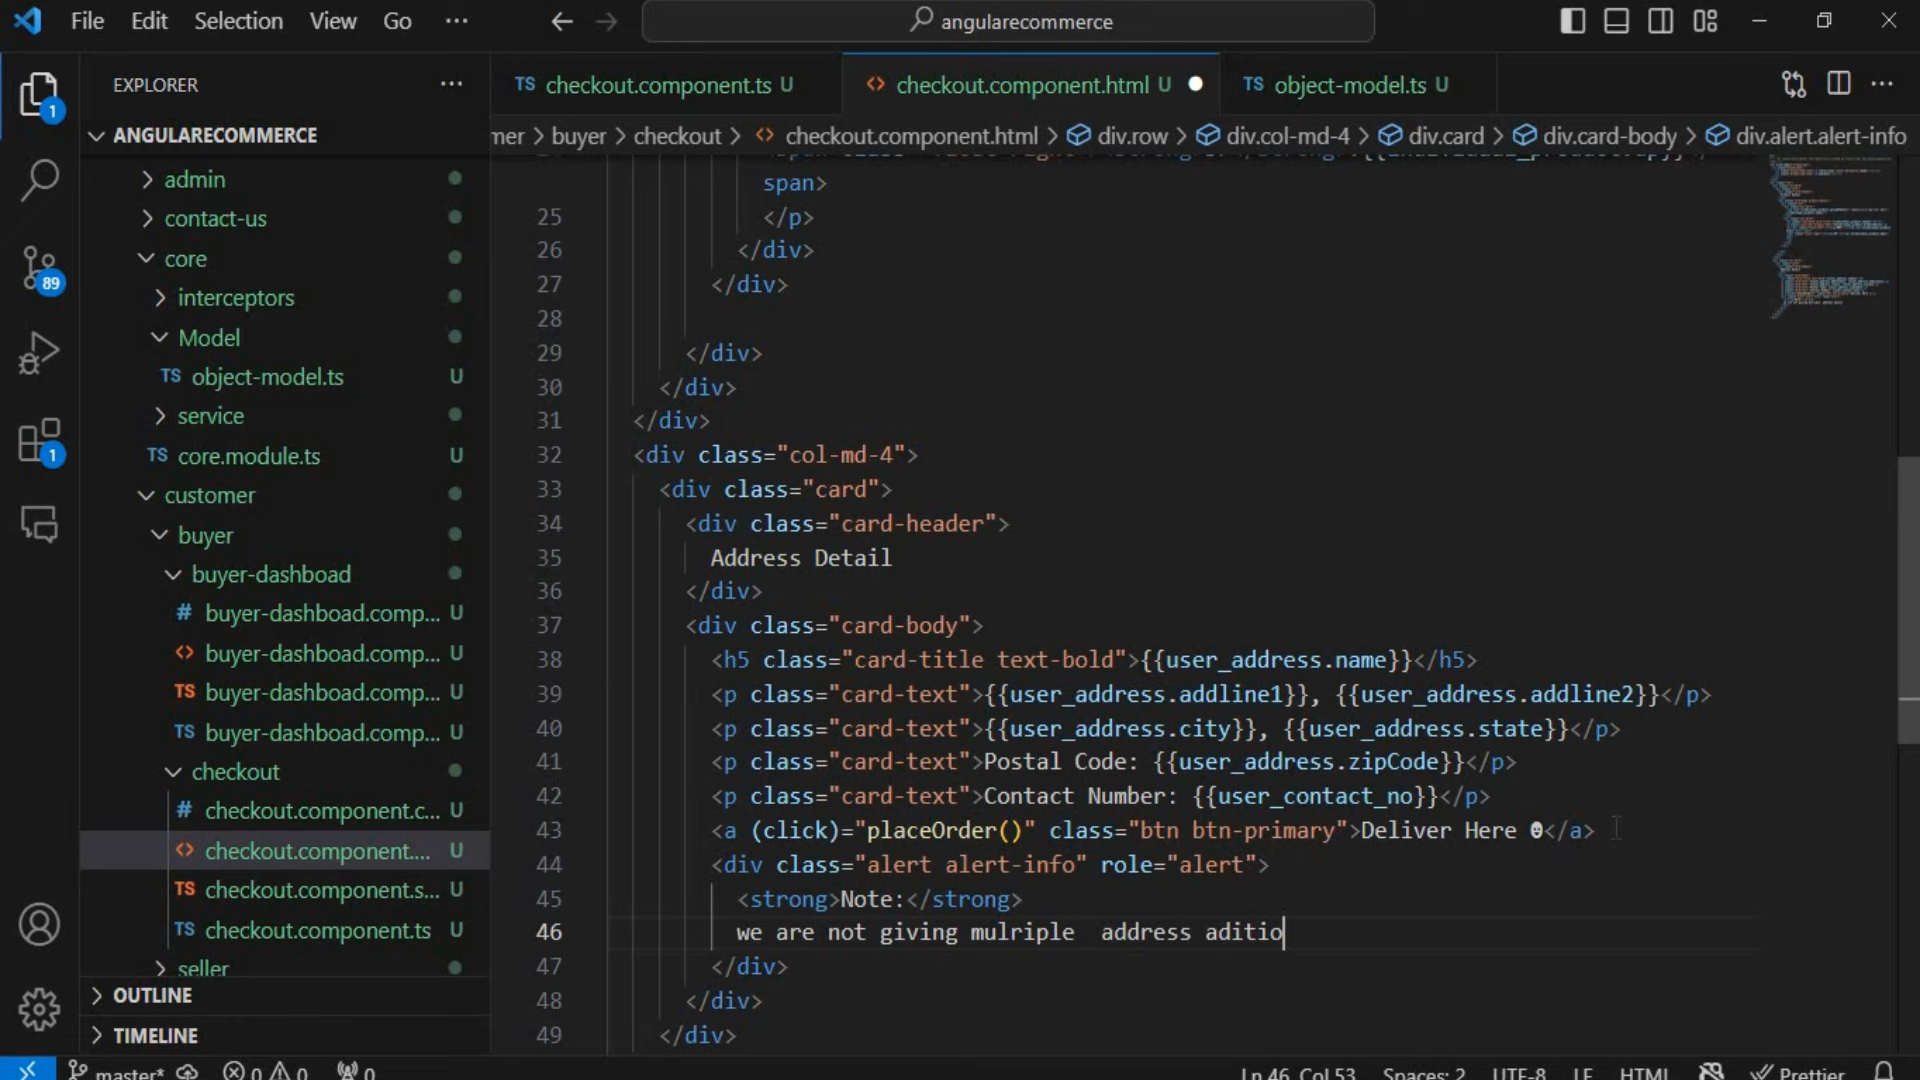 File Edit Selection View Go ··· angularecommerce
EXPLORER ···
ANGULARECOMMERCE
admin
contact-us
core
interceptors
Model
TS object-model.ts U
service
TS core.module.ts U
customer
buyer
buyer-dashboad
# buyer-dashboad.comp... U
<> buyer-dashboad.comp... U
TS buyer-dashboad.comp... U
TS buyer-dashboad.comp... U
checkout
# checkout.component.c... U
<> checkout.component.... U
TS checkout.component.s... U
TS checkout.component.ts U
seller
OUTLINE
TIMELINE
1
89
1
TS checkout.component.ts U <> checkout.component.html U TS object-model.ts U
mer > buyer > checkout > <> checkout.component.html > div.row > div.col-md-4 > div.card > div.card-body > div.alert.alert-info
span>
25 </p>
26 </div>
27 </div>
28
29 </div>
30 </div>
31 </div>
32 <div class="col-md-4">
33 <div class="card">
34 <div class="card-header">
35 Address Detail
36 </div>
37 <div class="card-body">
38 <h5 class="card-title text-bold">{{user_address.name}}</h5>
39 <p class="card-text">{{user_address.addline1}}, {{user_address.addline2}}</p>
40 <p class="card-text">{{user_address.city}}, {{user_address.state}}</p>
41 <p class="card-text">Postal Code: {{user_address.zipCode}}</p>
42 <p class="card-text">Contact Number: {{user_contact_no}}</p>
43 <a (click)="placeOrder()" class="btn btn-primary">Deliver Here </a>
44 <div class="alert alert-info" role="alert">
45 <strong>Note:</strong>
46 we are not giving mulriple  address aditio
47 </div>
48 </div>
49 </div>
master* 0 0 0 Ln 46, Col 53 Spaces: 2 UTF-8 LF HTML Prettier